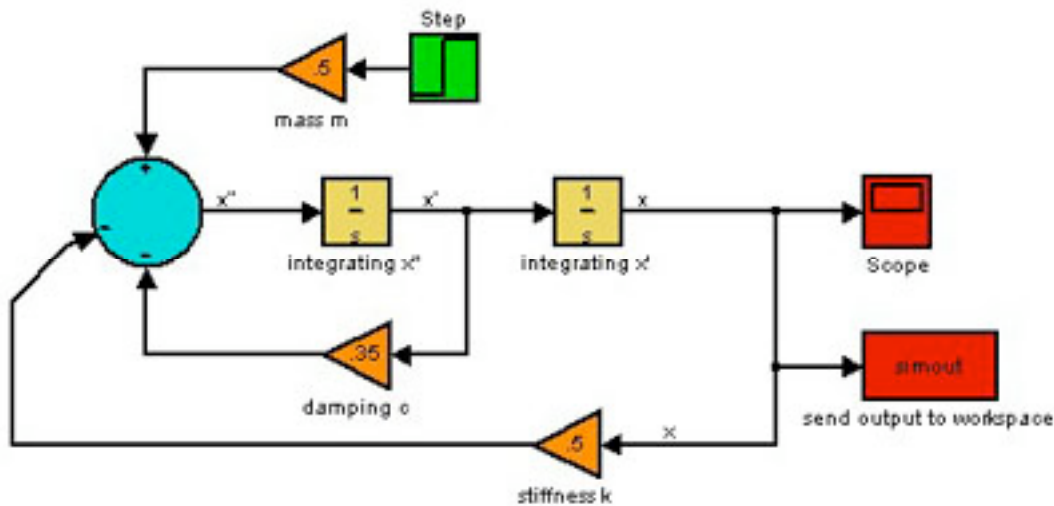 Step
.5
mass m
+
x''
1
s
x'
1
s
x
-
-
integrating x''
integrating x'
Scope
.35
damping c
simout
send output to workspace
x
.5
stiffness k